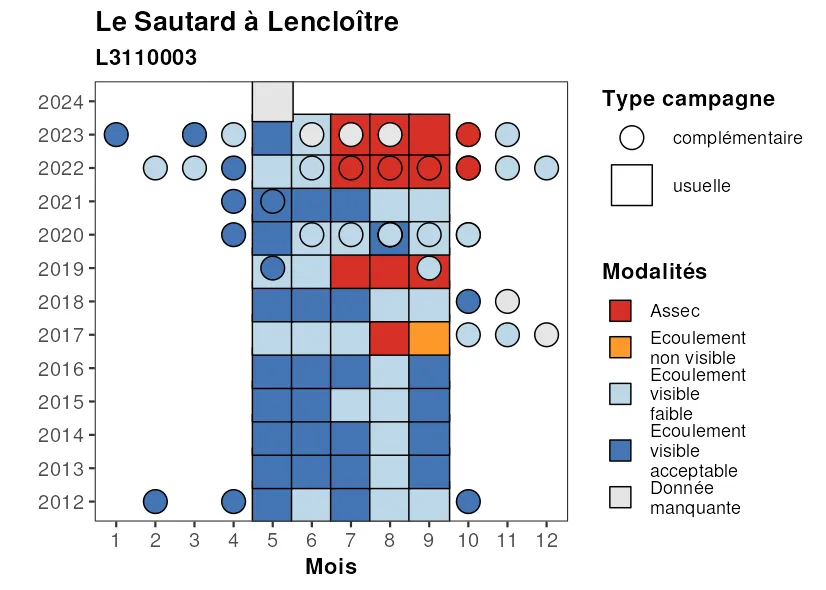 Le Sautard à Lencloître
L3110003
2024
2023
2022
2021
2020
2019
2018
2017
2016
2015
2014
2013
2012
1 2 3 4 5 6 7 8 9 10 11 12
Mois
Type campagne
complémentaire
usuelle
Modalités
Assec
Ecoulement
non visible
Ecoulement
visible
faible
Ecoulement
visible
acceptable
Donnée
manquante